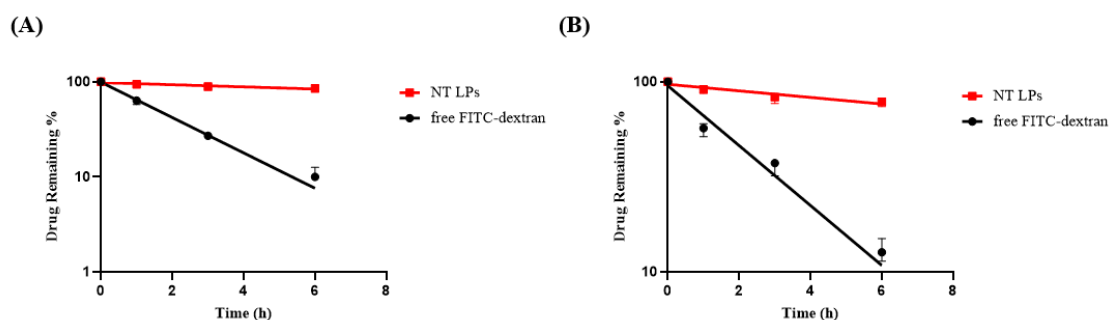 (A)
Drug Remaining %
100
10
1
0 2 4 6 8
Time (h)
NT LPs
free FITC-dextran
(B)
Drug Remaining %
100
10
0 2 4 6 8
Time (h)
NT LPs
free FITC-dextran